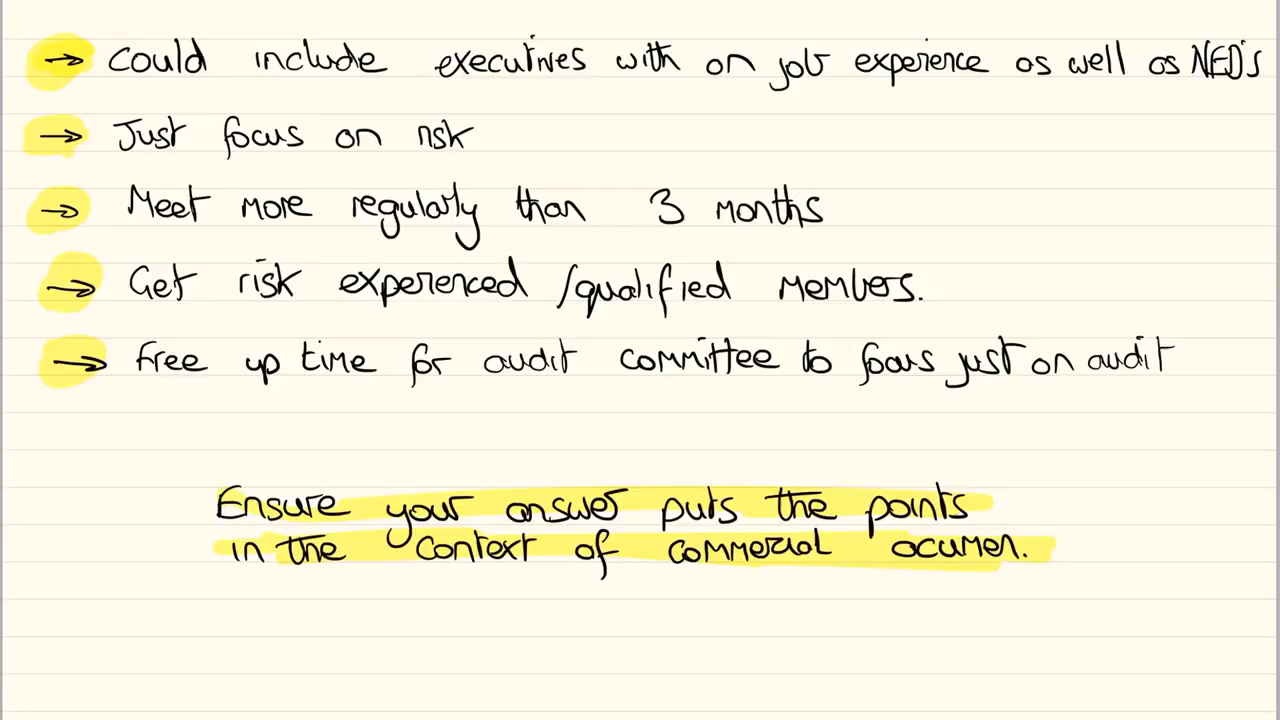 → Could include executives with on job experience as well as NED's
→ Just focus on risk
→ Meet more regularly than 3 months
→ Get risk experienced /qualified members.
→ Free up time for audit committee to focus just on audit
Ensure your answer puts the points
in the context of commercial acumen.